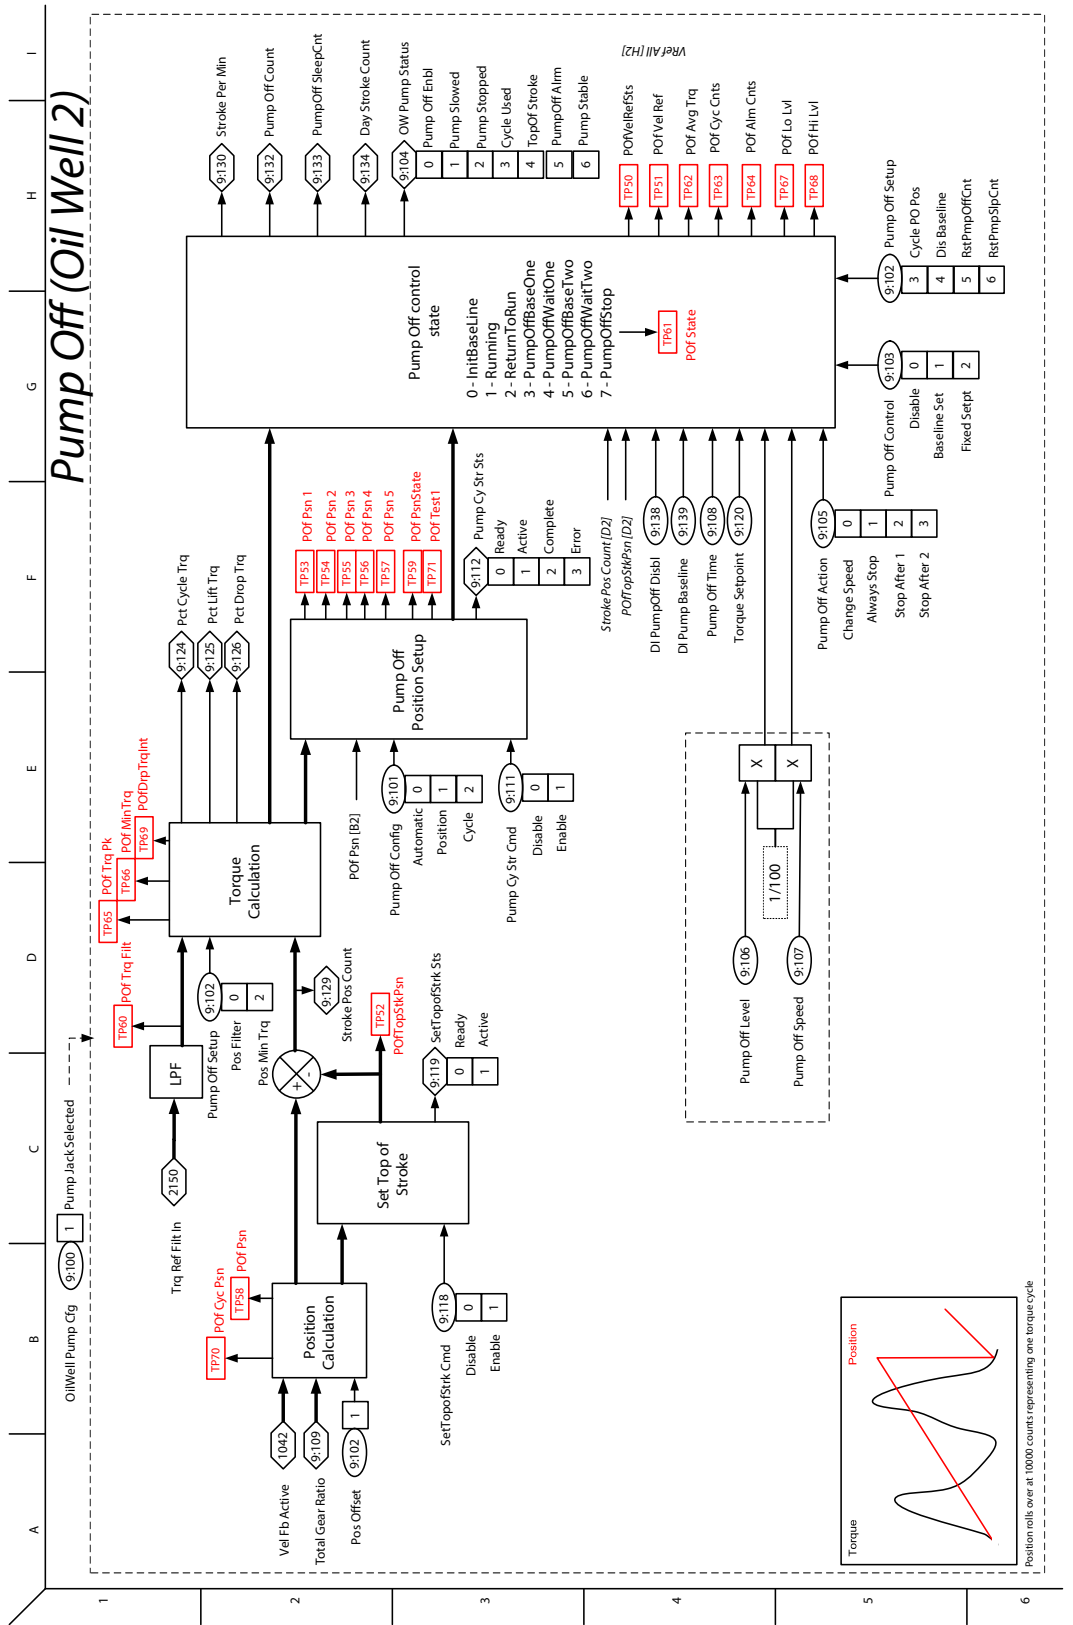 Pump Off (Oil Well 2)
A
B
C
D
E
F
G
H
I
1
2
3
4
5
6
OilWell Pump Cfg
9:100
1
Pump Jack Selected
Trq Ref Filt In
2150
LPF
TP60
POf Trq Filt
Pump Off Setup
9:102
Pos Filter
0
Pos Min Trq
2
TP65
POf Trq Pk
TP66
POf MinTrq
TP69
POfDrpTrqInt
Torque
Calculation
9:124
Pct Cycle Trq
9:125
Pct Lift Trq
9:126
Pct Drop Trq
Vel Fb Active
1042
Total Gear Ratio
9:109
Pos Offset
9:102
1
Position
Calculation
TP70
POf Cyc Psn
TP58
POf Psn
+
-
9:129
Stroke Pos Count
TP52
POfTopStkPsn
Set Top of
Stroke
SetTopofStrk Cmd
9:118
Disable
0
Enable
1
9:119
SetTopofStrk Sts
0
Ready
1
Active
POf Psn [B2]
Pump Off Config
9:101
Automatic
0
Position
1
Cycle
2
Pump Cy Str Cmd
9:111
Disable
0
Enable
1
Pump Off
Position Setup
TP53
POf Psn 1
TP54
POf Psn 2
TP55
POf Psn 3
TP56
POf Psn 4
TP57
POf Psn 5
TP59
POf PsnState
TP71
POf Test1
9:112
Pump Cy Str Sts
0
Ready
1
Active
2
Complete
3
Error
Stroke Pos Count [D2]
POfTopStkPsn [D2]
DI PumpOff Disbl
9:138
DI Pump Baseline
9:139
Pump Off Time
9:108
Torque Setpoint
9:120
Pump Off Level
9:106
Pump Off Speed
9:107
1/100
X
X
Pump Off Action
9:105
Change Speed
0
Always Stop
1
Stop After 1
2
Stop After 2
3
Pump Off Control
9:103
Disable
0
Baseline Set
1
Fixed Setpt
2
9:102
Pump Off Setup
3
Cycle PO Pos
4
Dis Baseline
5
RstPmpOffCnt
6
RstPmpSlpCnt
Pump Off control
state
0 - InitBaseLine
1 - Running
2 - ReturnToRun
3 - PumpOffBaseOne
4 - PumpOffWaitOne
5 - PumpOffBaseTwo
6 - PumpOffWaitTwo
7 - PumpOffStop
TP61
POf State
9:130
Stroke Per Min
9:132
Pump Off Count
9:133
PumpOff SleepCnt
9:134
Day Stroke Count
9:104
OW Pump Status
0
Pump Off Enbl
1
Pump Slowed
2
Pump Stopped
3
Cycle Used
4
TopOf Stroke
5
PumpOff Alrm
6
Pump Stable
TP50
POfVelRefSts
TP51
POf Vel Ref
TP62
POf Avg Trq
TP63
POf Cyc Cnts
TP64
POf Alm Cnts
TP67
POf Lo Lvl
TP68
POf Hi Lvl
VRef All [H2]
Torque
Position
Position rolls over at 10000 counts representing one torque cycle